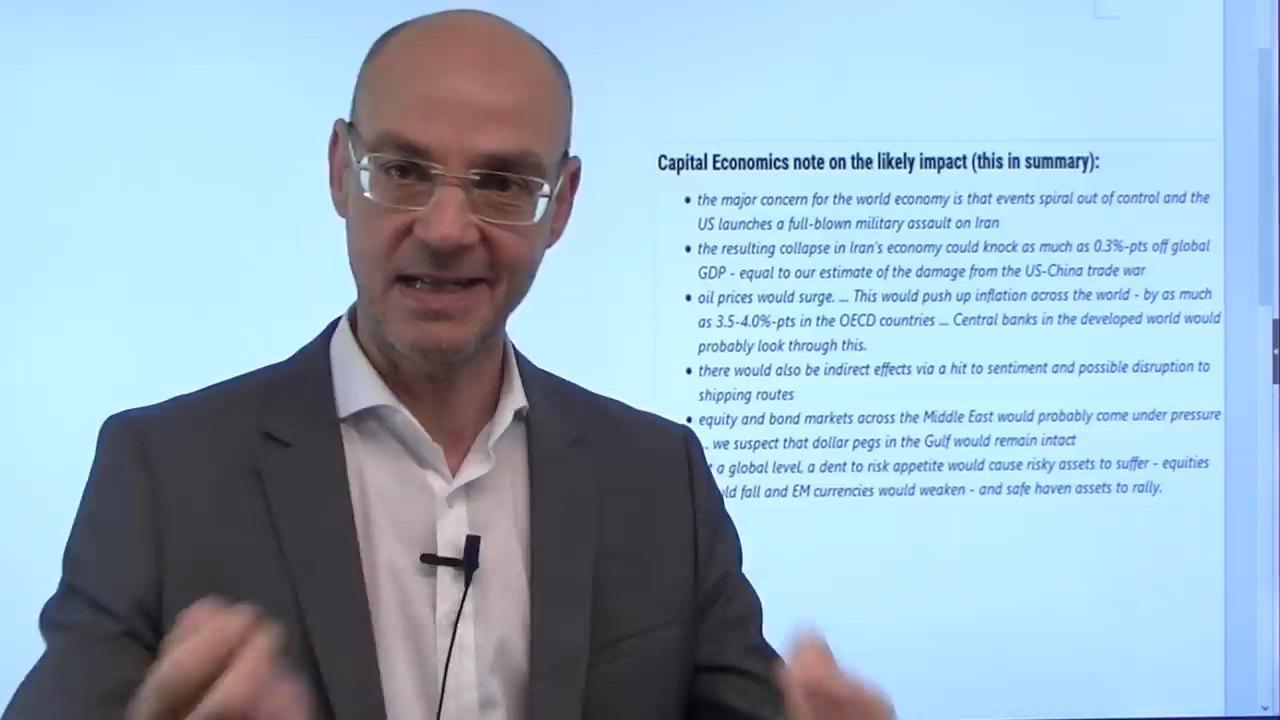 Capital Economics note on the likely impact (this in summary):
• the major concern for the world economy is that events spiral out of control and the
US launches a full-blown military assault on Iran
• the resulting collapse in Iran's economy could knock as much as 0.3%-pts off global
GDP - equal to our estimate of the damage from the US-China trade war
• oil prices would surge. ... This would push up inflation across the world - by as much
as 3.5-4.0%-pts in the OECD countries ... Central banks in the developed world would
probably look through this.
• there would also be indirect effects via a hit to sentiment and possible disruption to
shipping routes
• equity and bond markets across the Middle East would probably come under pressure
.. we suspect that dollar pegs in the Gulf would remain intact
a global level, a dent to risk appetite would cause risky assets to suffer - equities
fall and EM currencies would weaken - and safe haven assets to rally.